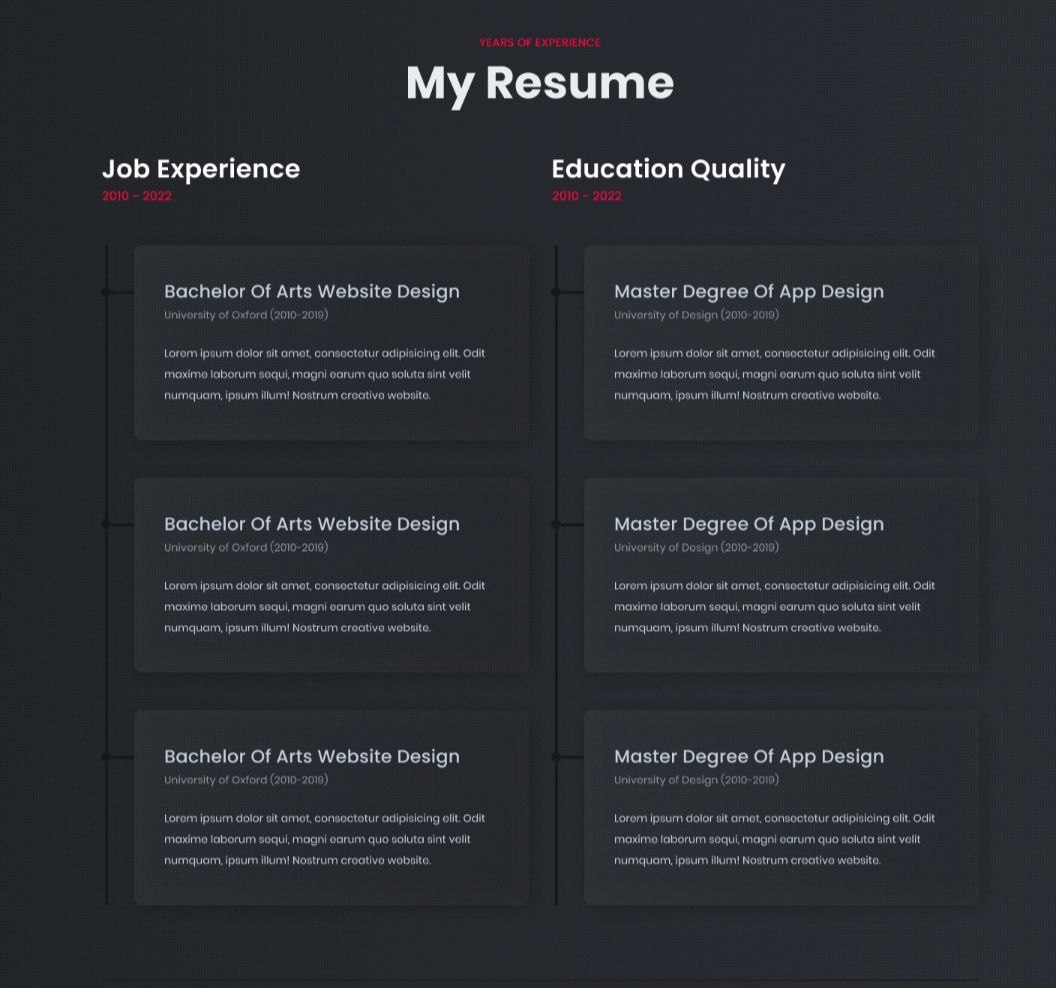 YEARS OF EXPERIENCE
My Resume
Job Experience
2010 - 2022
Bachelor Of Arts Website Design
University of Oxford (2010-2019)
Lorem ipsum dolor sit amet, consectetur adipisicing elit. Odit
maxime laborum sequi, magni earum quo soluta sint velit
numquam, ipsum illum! Nostrum creative website.
Bachelor Of Arts Website Design
University of Oxford (2010-2019)
Lorem ipsum dolor sit amet, consectetur adipisicing elit. Odit
maxime laborum sequi, magni earum quo soluta sint velit
numquam, ipsum illum! Nostrum creative website.
Bachelor Of Arts Website Design
University of Oxford (2010-2019)
Lorem ipsum dolor sit amet, consectetur adipisicing elit. Odit
maxime laborum sequi, magni earum quo soluta sint velit
numquam, ipsum illum! Nostrum creative website.
Education Quality
2010 - 2022
Master Degree Of App Design
University of Design (2010-2019)
Lorem ipsum dolor sit amet, consectetur adipisicing elit. Odit
maxime laborum sequi, magni earum quo soluta sint velit
numquam, ipsum illum! Nostrum creative website.
Master Degree Of App Design
University of Design (2010-2019)
Lorem ipsum dolor sit amet, consectetur adipisicing elit. Odit
maxime laborum sequi, magni earum quo soluta sint velit
numquam, ipsum illum! Nostrum creative website.
Master Degree Of App Design
University of Design (2010-2019)
Lorem ipsum dolor sit amet, consectetur adipisicing elit. Odit
maxime laborum sequi, magni earum quo soluta sint velit
numquam, ipsum illum! Nostrum creative website.